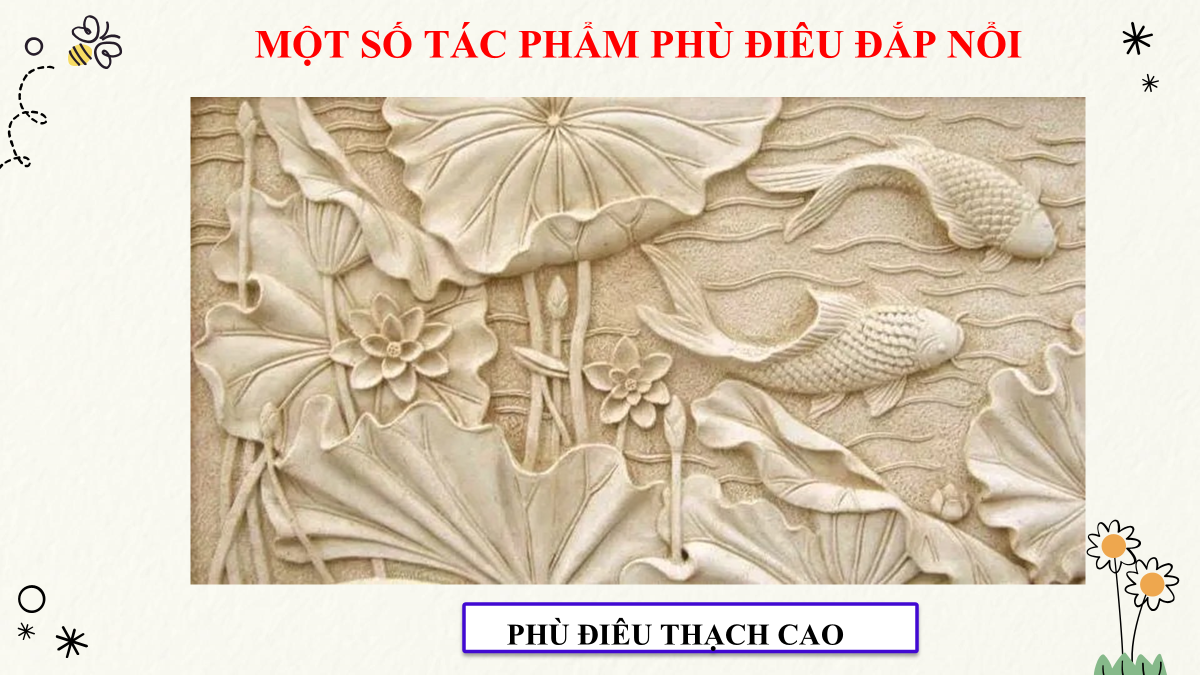 MỘT SỐ TÁC PHẨM PHÙ ĐIÊU ĐẮP NỔI
PHÙ ĐIÊU THẠCH CAO